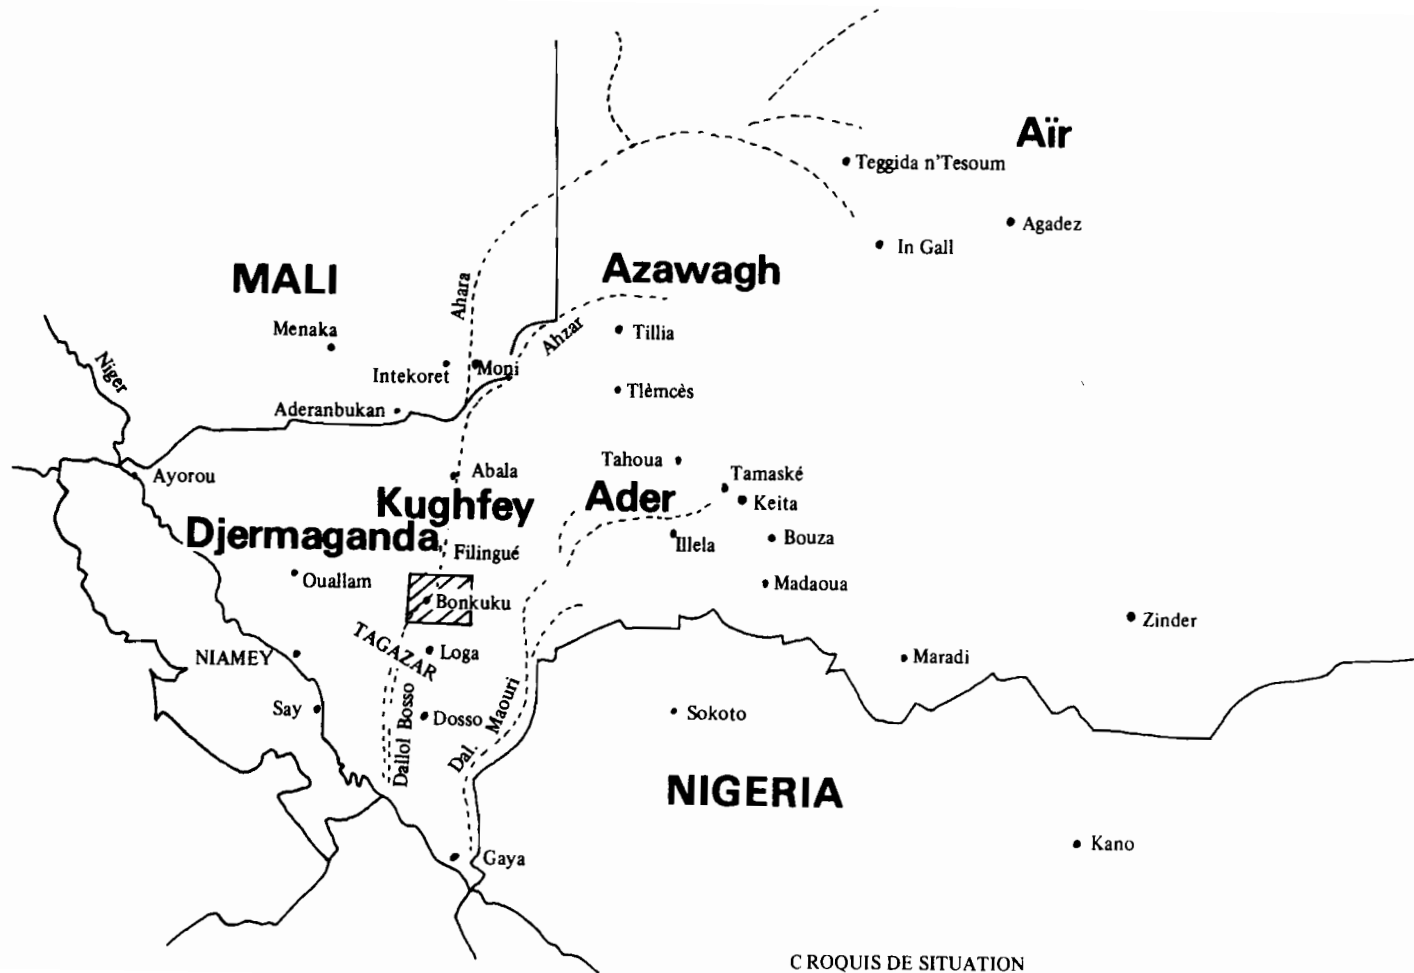 Aïr
Teggida n'Tesoum
Agadez
In Gall
MALI
Azawagh
Ahara
Menaka
Ahzar
Tillia
Niger
Intekoret
Moni
Tlèmcès
Aderanbukan
Tahoua
Tamaské
Ayorou
Abala
Kughfey
Ader
Keita
Djermaganda
Illela
Bouza
Filingué
Ouallam
Bonkuku
Madaoua
Zinder
TAGAZAR
NIAMEY
Loga
Maradi
Say
Dallol Bosso
Dosso
Dal. Maouri
Sokoto
NIGERIA
Kano
Gaya
CROQUIS DE SITUATION